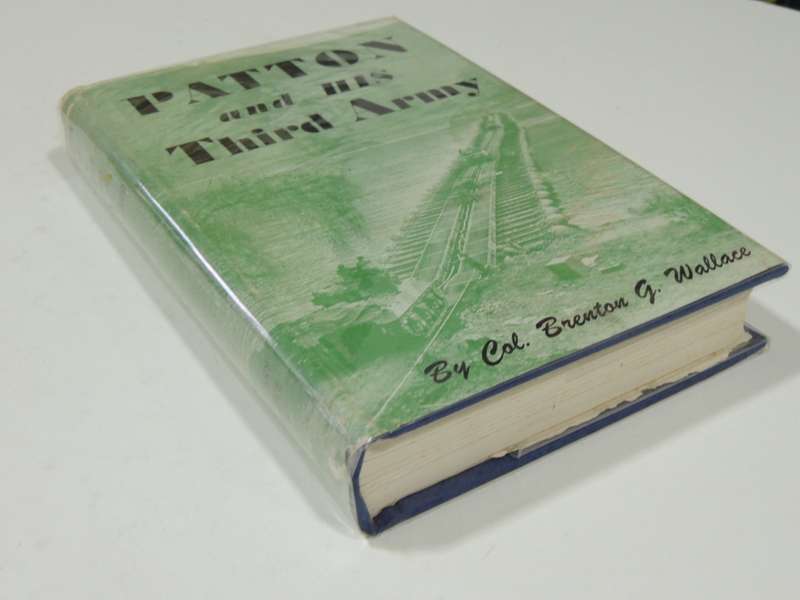 PATTON
and HIS
Third Army
By Col. Brenton G. Wallace